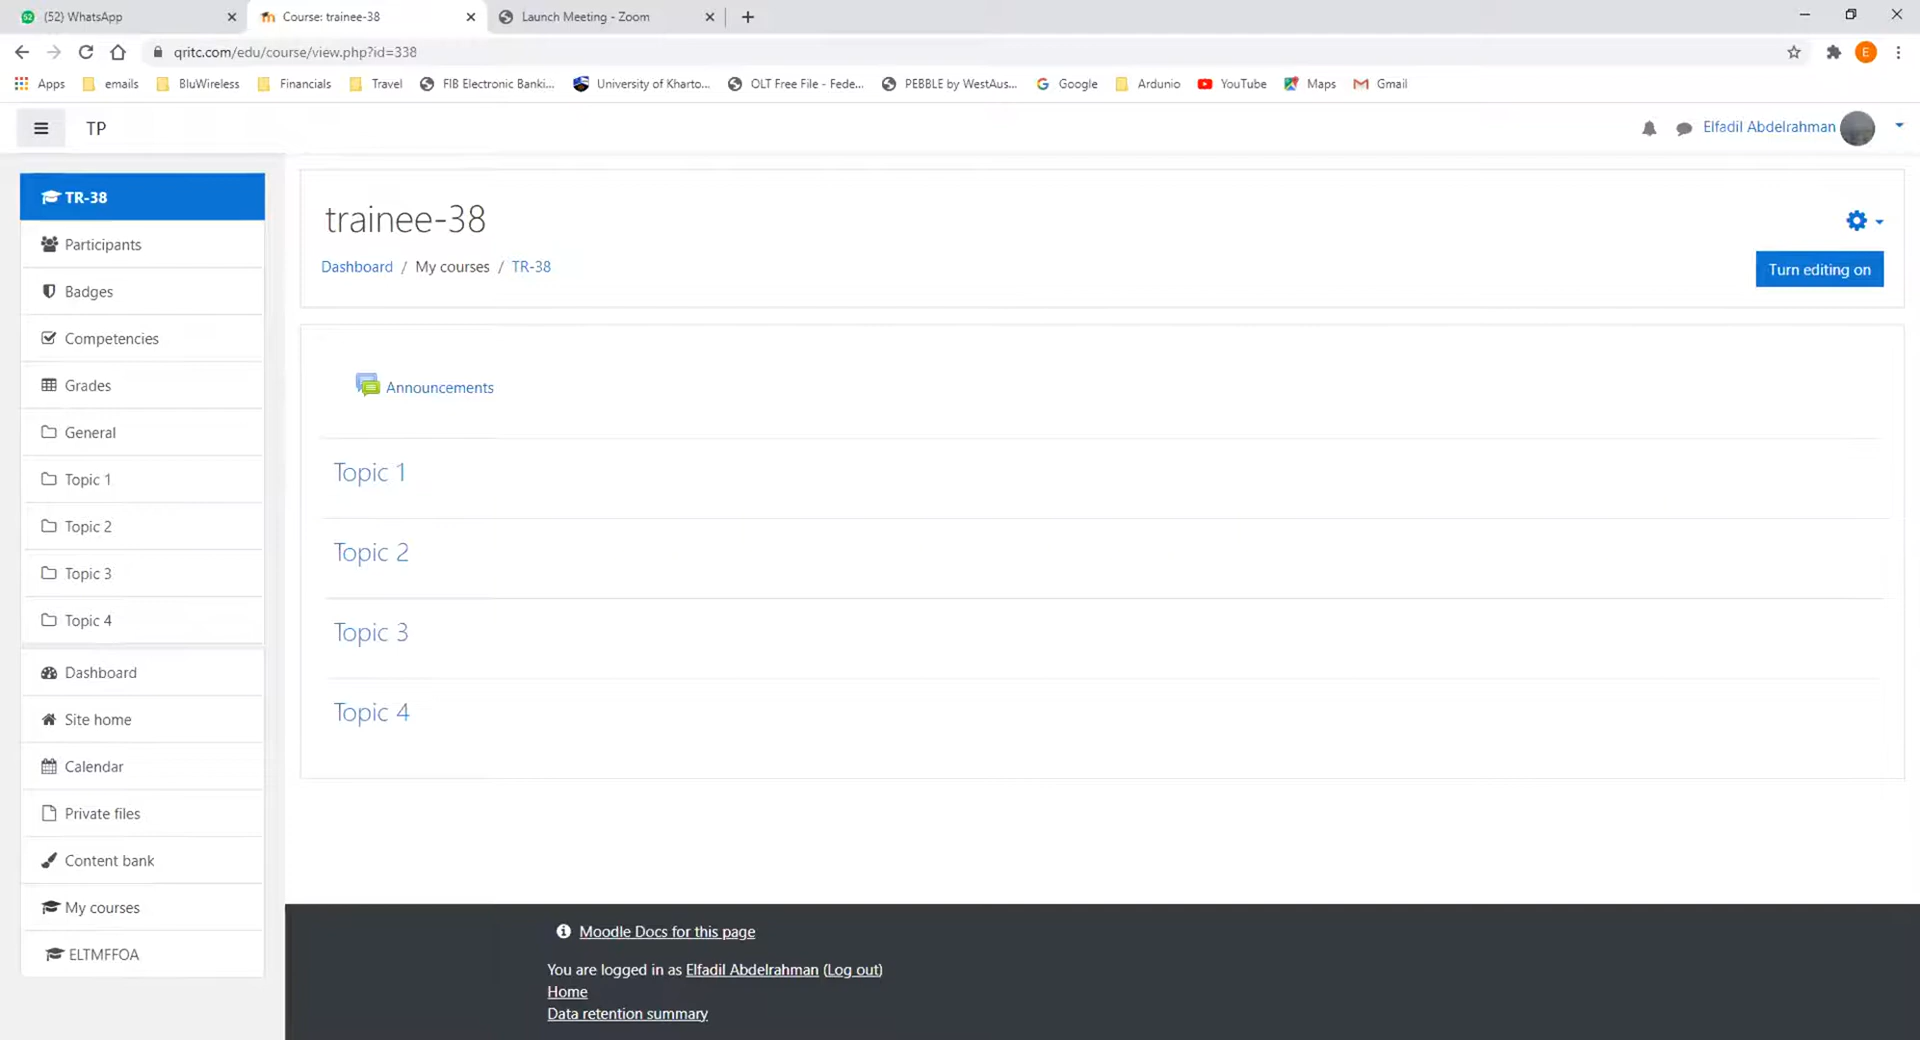 (52) WhatsApp
Course: trainee-38
Launch Meeting - Zoom
qritc.com/edu/course/view.php?id=338
E
Apps
emails
BluWireless
Financials
Travel
FIB Electronic Banki...
University of Kharto...
OLT Free File - Fede...
PEBBLE by WestAus...
Google
Ardunio
YouTube
Maps
Gmail
TP
Elfadil Abdelrahman
TR-38
Participants
Badges
Competencies
Grades
General
Topic 1
Topic 2
Topic 3
Topic 4
Dashboard
Site home
Calendar
Private files
Content bank
My courses
ELTMFFOA
trainee-38
Dashboard / My courses / TR-38
Turn editing on
Announcements
Topic 1
Topic 2
Topic 3
Topic 4
Moodle Docs for this page
You are logged in as Elfadil Abdelrahman (Log out)
Home
Data retention summary